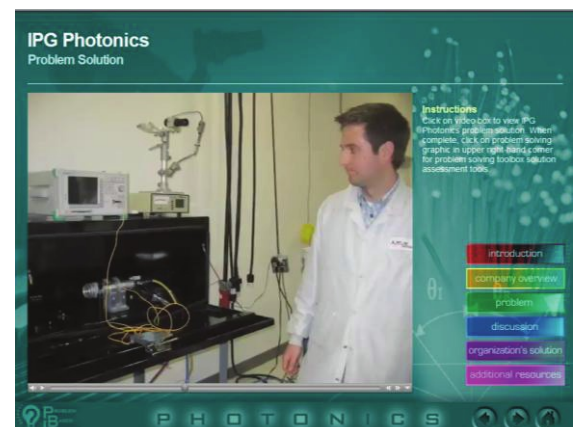 IPG Photonics
Problem Solution
Instructions
Click on video box to view IPG
Photonics problem solution. When
complete, click on problem solving
graphic in upper right-hand corner
for problem solving toolbox solution
assessment tools.
introduction
company overview
θ1
problem
discussion
organization's solution
additional resources
PHOTONICS